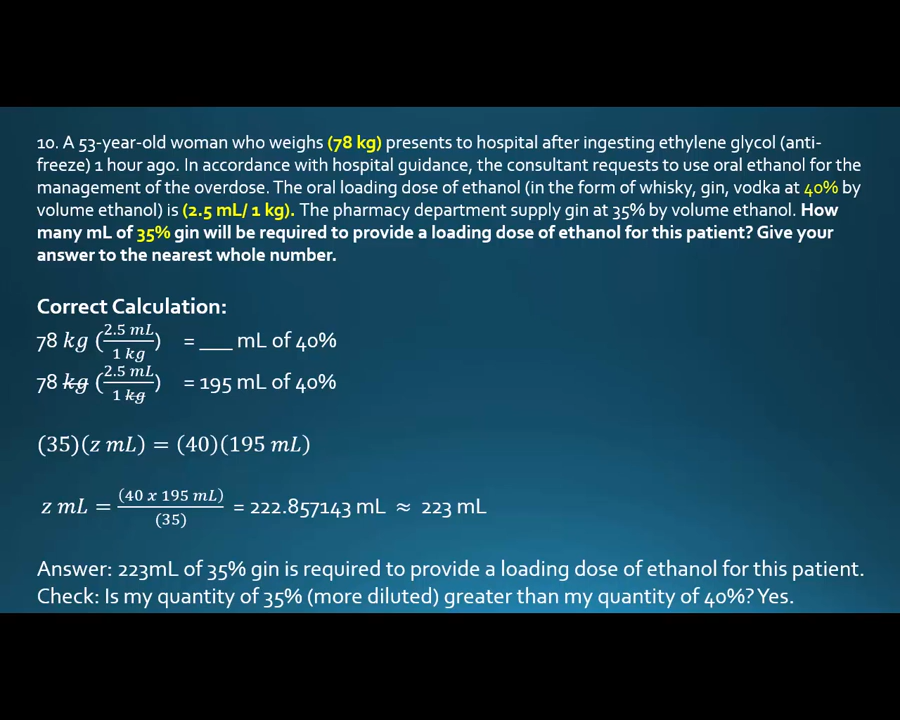 10. A 53-year-old woman who weighs (78 kg) presents to hospital after ingesting ethylene glycol (anti-
freeze) 1 hour ago. In accordance with hospital guidance, the consultant requests to use oral ethanol for the
management of the overdose. The oral loading dose of ethanol (in the form of whisky, gin, vodka at 40% by
volume ethanol) is (2.5 mL/ 1 kg). The pharmacy department supply gin at 35% by volume ethanol. How
many mL of 35% gin will be required to provide a loading dose of ethanol for this patient? Give your
answer to the nearest whole number.
Correct Calculation:
78 kg (2.5 mL / 1 kg) = ___ mL of 40%
78 kg (2.5 mL / 1 kg) = 195 mL of 40%
(35)(z mL) = (40)(195 mL)
z mL = (40 x 195 mL) / (35) = 222.857143 mL ≈ 223 mL
Answer: 223mL of 35% gin is required to provide a loading dose of ethanol for this patient.
Check: Is my quantity of 35% (more diluted) greater than my quantity of 40%? Yes.